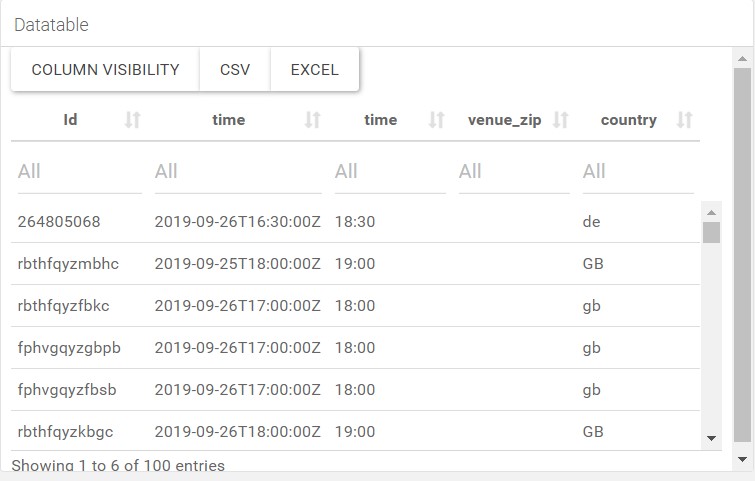 Datatable
COLUMN VISIBILITY CSV EXCEL
Id time time venue_zip country
All All All All All
264805068 2019-09-26T16:30:00Z 18:30 de
rbthfqyzmbhc 2019-09-25T18:00:00Z 19:00 GB
rbthfqyzfbkc 2019-09-26T17:00:00Z 18:00 gb
fphvgqyzgbpb 2019-09-26T17:00:00Z 18:00 gb
fphvgqyzfbsb 2019-09-26T17:00:00Z 18:00 gb
rbthfqyzkbgc 2019-09-26T18:00:00Z 19:00 GB
Showing 1 to 6 of 100 entries